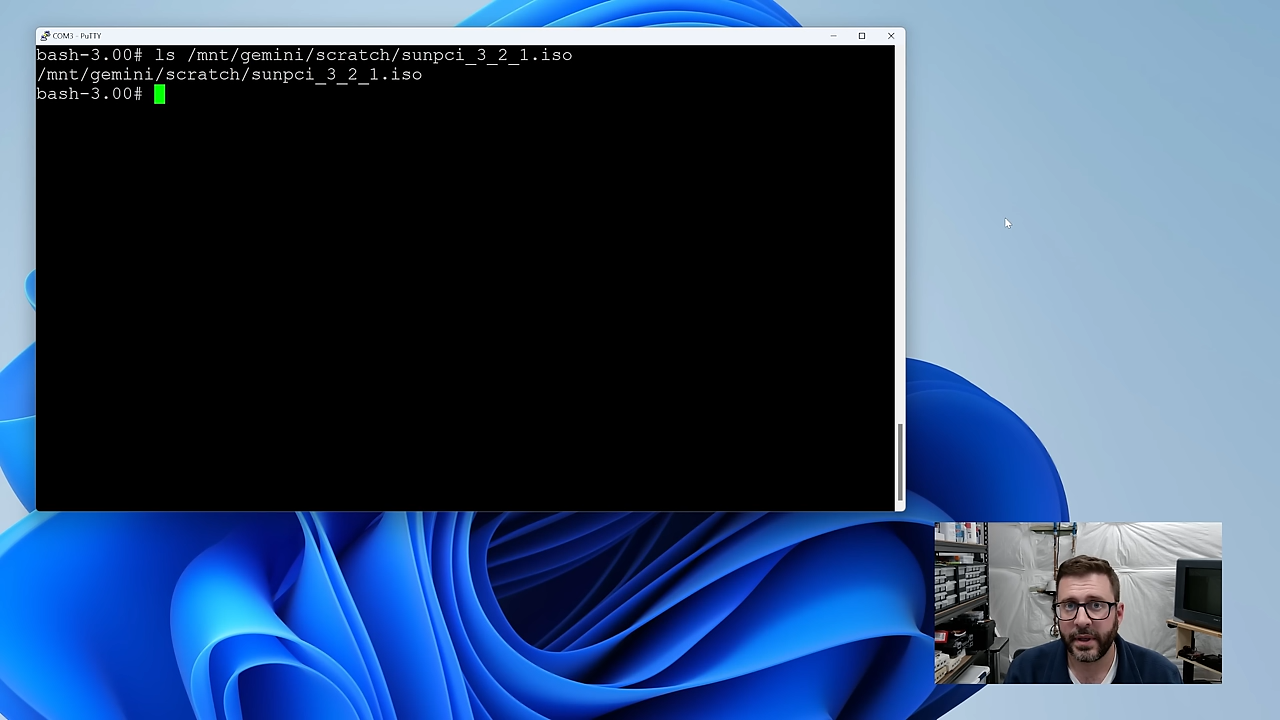 COM3 - PuTTY
bash-3.00# ls /mnt/gemini/scratch/sunpci_3_2_1.iso
/mnt/gemini/scratch/sunpci_3_2_1.iso
bash-3.00#